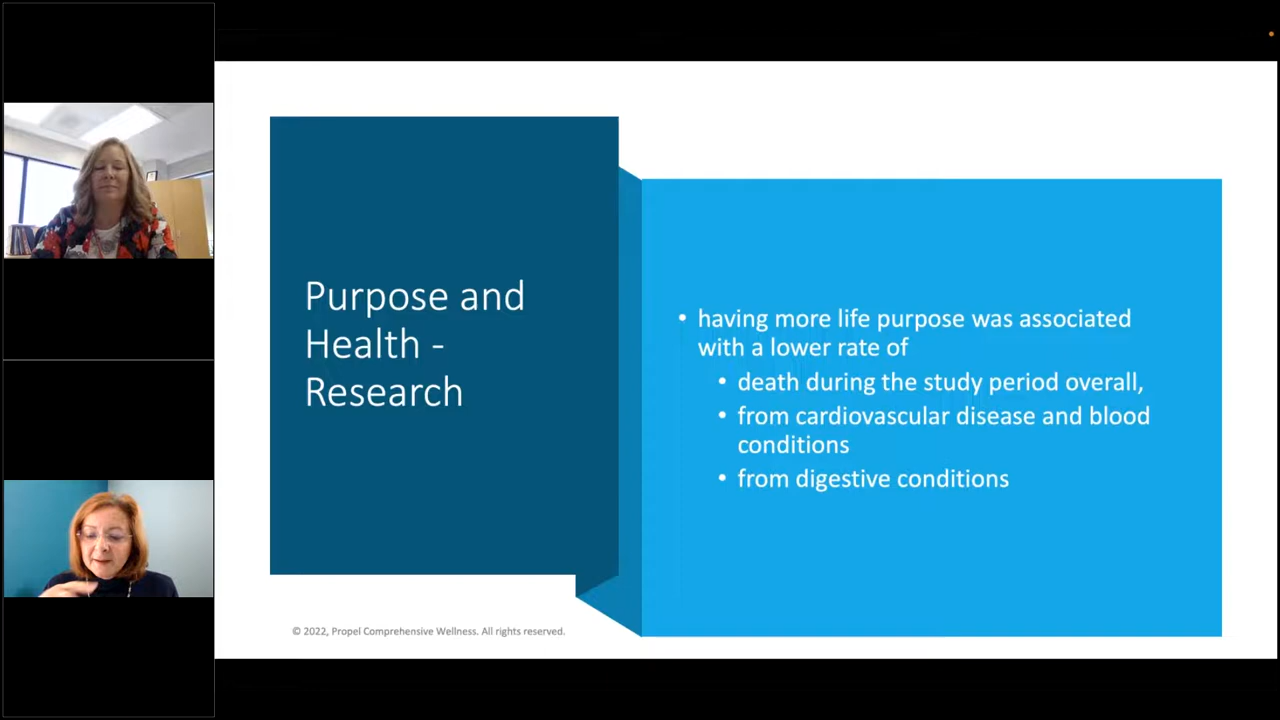 Purpose and
Health -
Research
• having more life purpose was associated
with a lower rate of
• death during the study period overall,
• from cardiovascular disease and blood
conditions
• from digestive conditions
© 2022, Propel Comprehensive Wellness. All rights reserved.